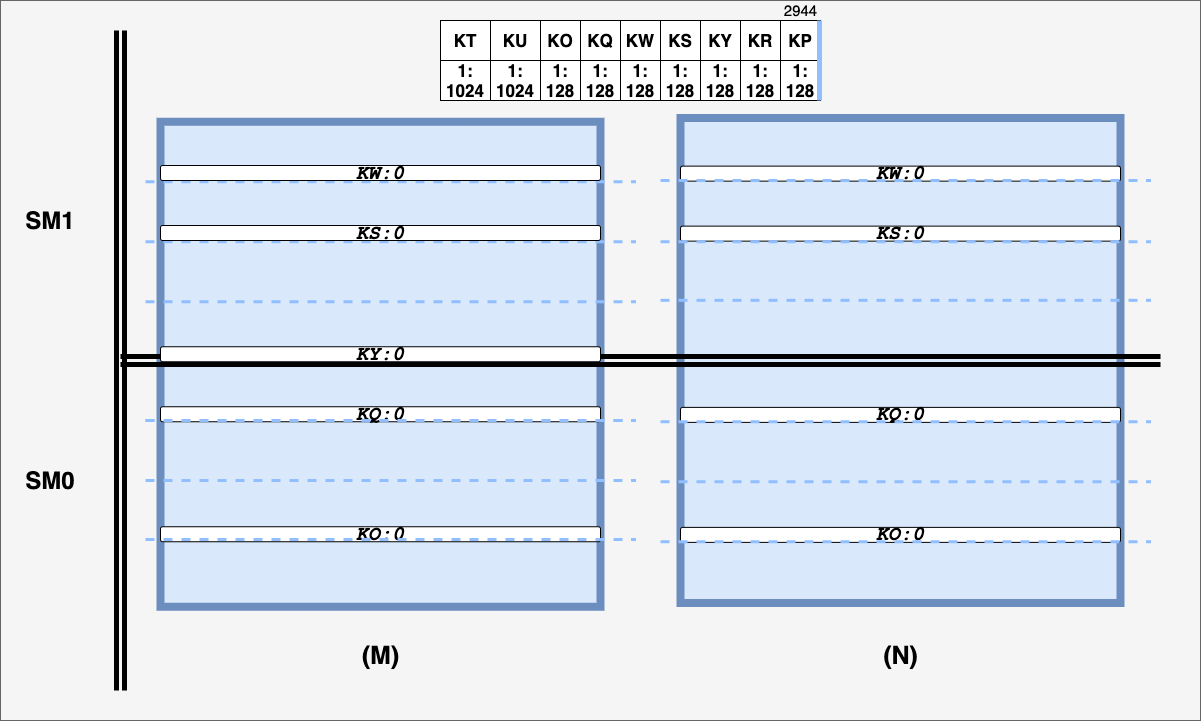 2944
KT KU KO KQ KW KS KY KR KP
1: 1: 1: 1: 1: 1: 1: 1: 1:
1024 1024 128 128 128 128 128 128 128
KW:0 KW:0
SM1
KS:0 KS:0
KY:0
KQ:0 KQ:0
SM0
KO:0 KO:0
(M) (N)